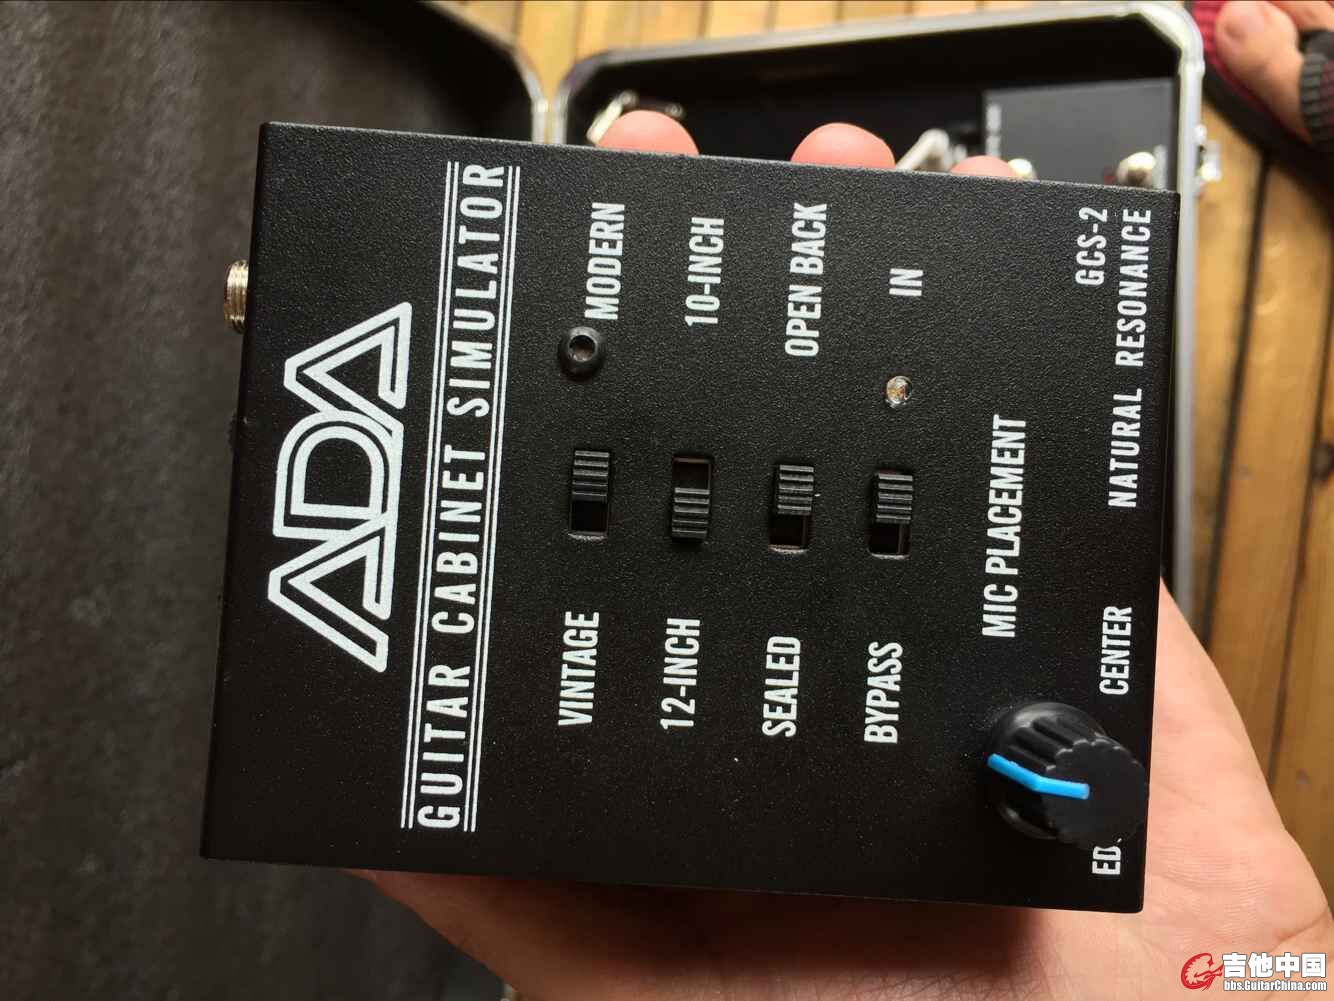 ADA
GUITAR CABINET SIMULATOR
VINTAGE MODERN
12-INCH 10-INCH
SEALED OPEN BACK
BYPASS IN
MIC PLACEMENT
CENTER
GCS-2
NATURAL RESONANCE
吉他中国
bbs.GuitarChina.com